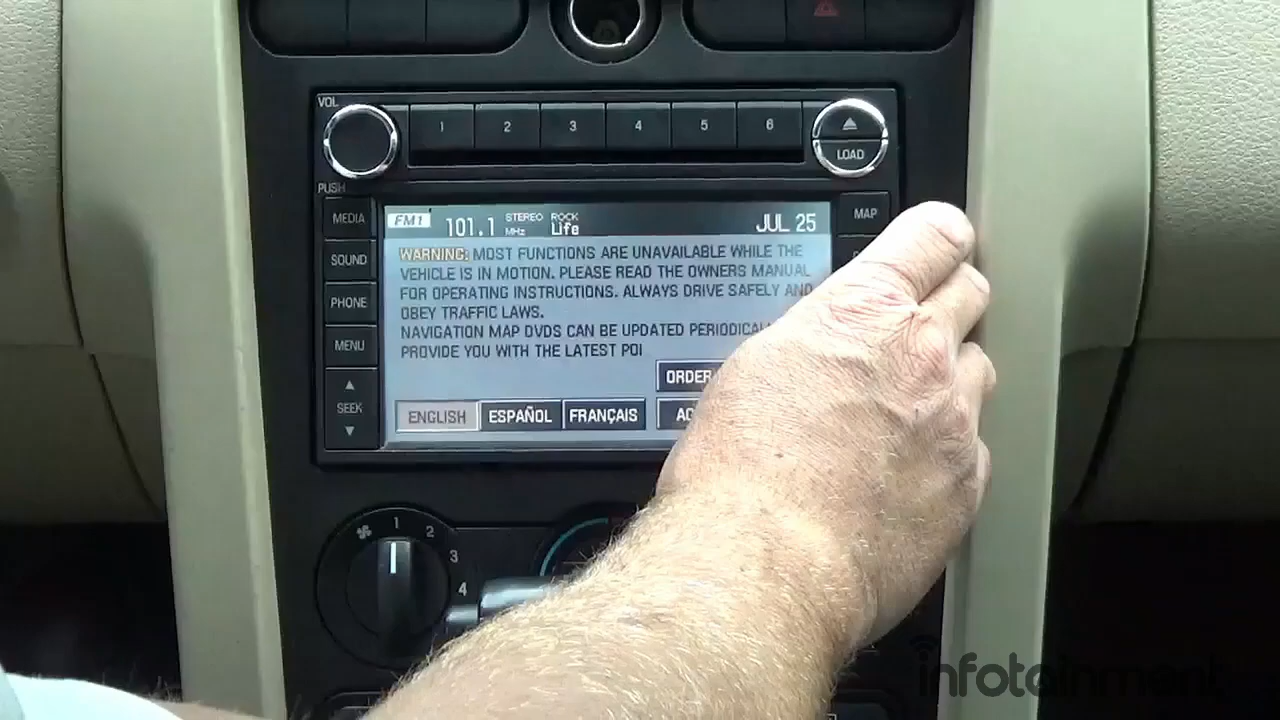 VOL
1 2 3 4 5 6
LOAD
PUSH
MEDIA
SOUND
PHONE
MENU
SEEK
MAP
FM1 101.1 MHz STEREO ROCK Life JUL 25
WARNING: MOST FUNCTIONS ARE UNAVAILABLE WHILE THE
VEHICLE IS IN MOTION. PLEASE READ THE OWNERS MANUAL
FOR OPERATING INSTRUCTIONS. ALWAYS DRIVE SAFELY AND
OBEY TRAFFIC LAWS.
NAVIGATION MAP DVDS CAN BE UPDATED
PROVIDE YOU WITH THE LATEST POI
ORDER
ENGLISH ESPAÑOL FRANÇAIS
1 2 3 4
infotainment